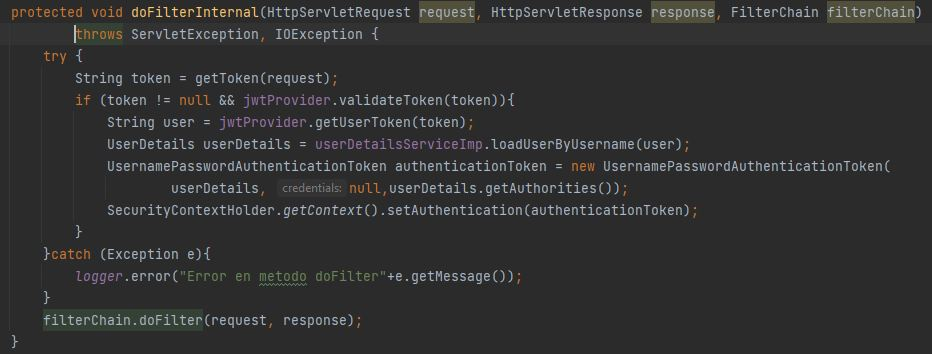 protected void doFilterInternal(HttpServletRequest request, HttpServletResponse response, FilterChain filterChain)
        throws ServletException, IOException {
    try {
        String token = getToken(request);
        if (token != null && jwtProvider.validateToken(token)){
            String user = jwtProvider.getUserToken(token);
            UserDetails userDetails = userDetailsServiceImp.loadUserByUsername(user);
            UsernamePasswordAuthenticationToken authenticationToken = new UsernamePasswordAuthenticationToken(
                    userDetails, credentials: null,userDetails.getAuthorities());
            SecurityContextHolder.getContext().setAuthentication(authenticationToken);
        }
    }catch (Exception e){
        logger.error("Error en metodo doFilter"+e.getMessage());
    }
    filterChain.doFilter(request, response);
}